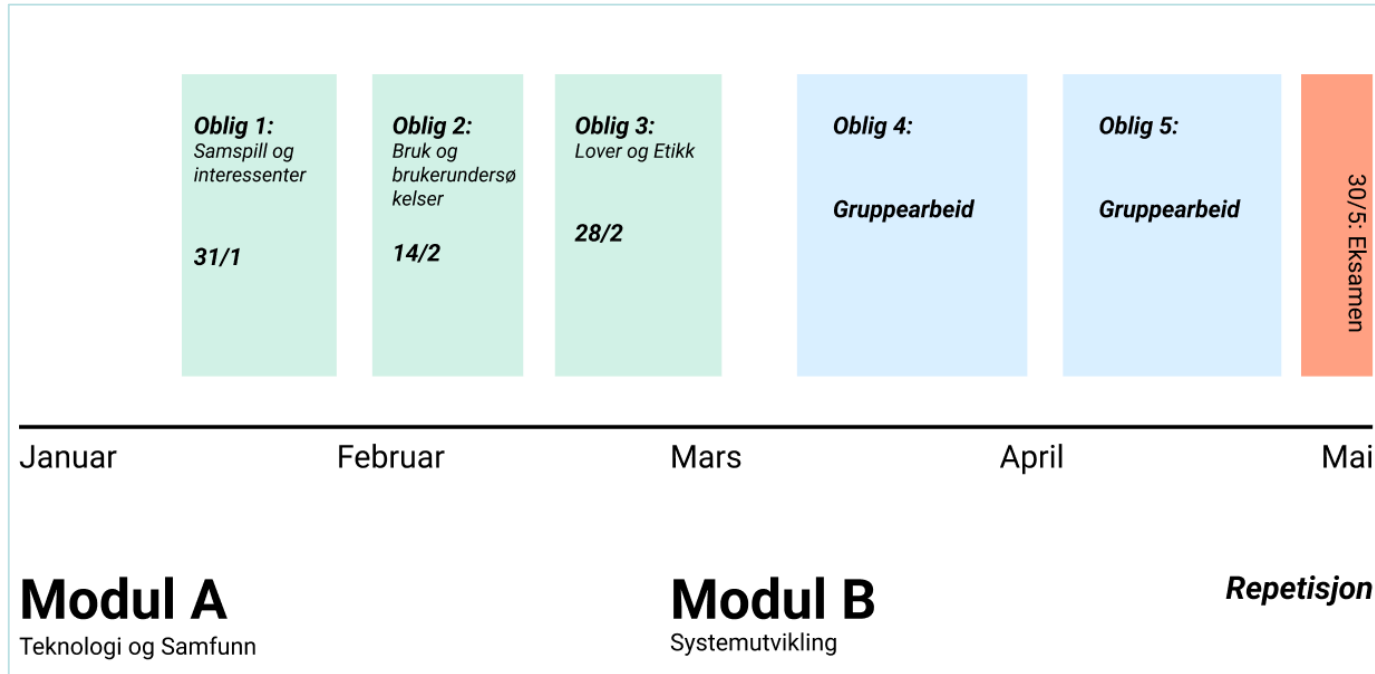 Oblig 1:
Samspill og
interessenter
31/1
Oblig 2:
Bruk og
brukerundersø
kelser
14/2
Oblig 3:
Lover og Etikk
28/2
Oblig 4:
Gruppearbeid
Oblig 5:
Gruppearbeid
30/5: Eksamen
Januar
Februar
Mars
April
Mai
Modul A
Teknologi og Samfunn
Modul B
Systemutvikling
Repetisjon